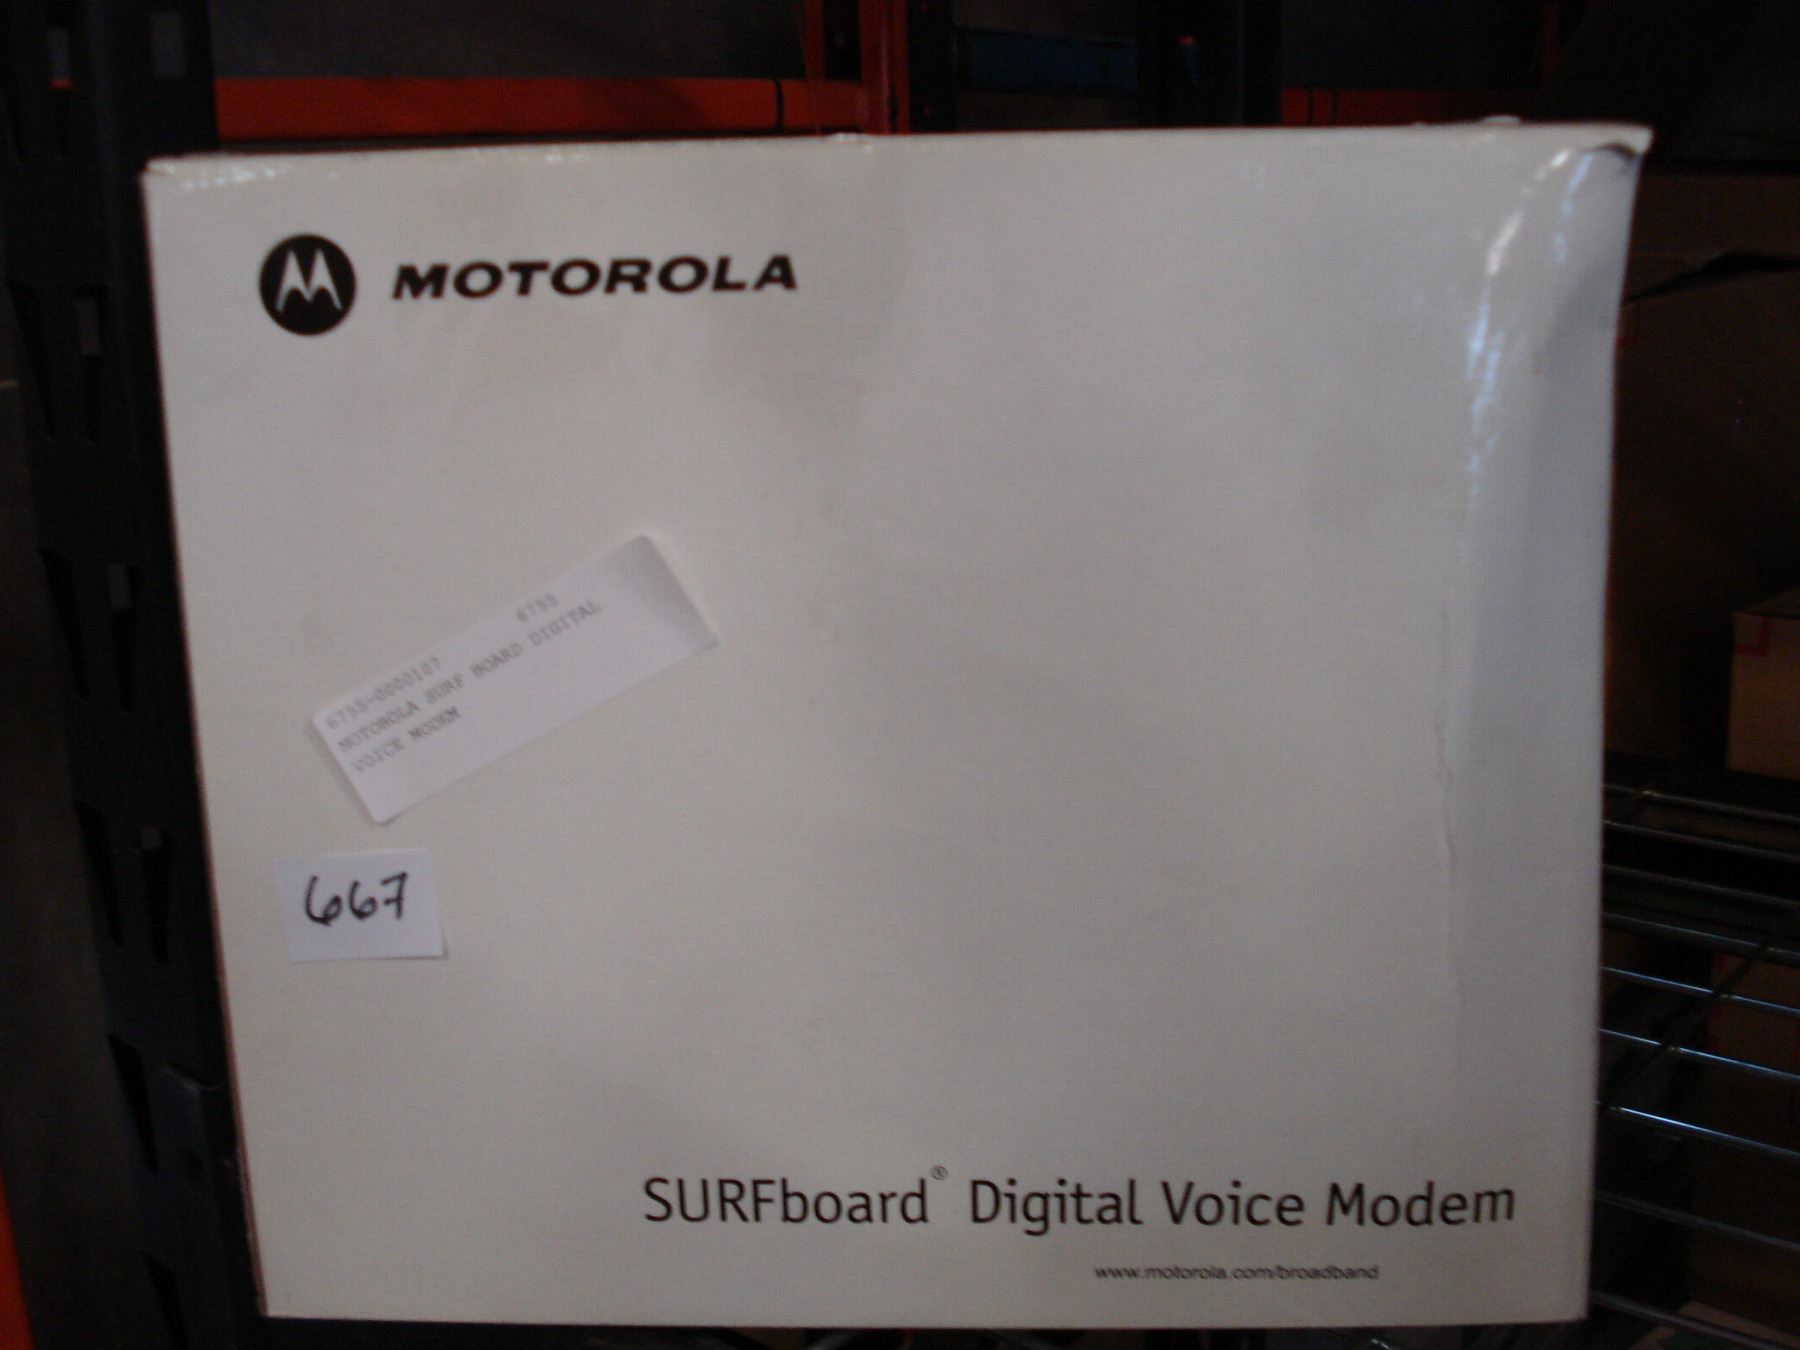 MOTOROLA
6755
6755-0000107
MOTOROLA SURF BOARD DIGITAL
VOICE MODEM
667
SURFboard® Digital Voice Modem
www.motorola.com/broadband